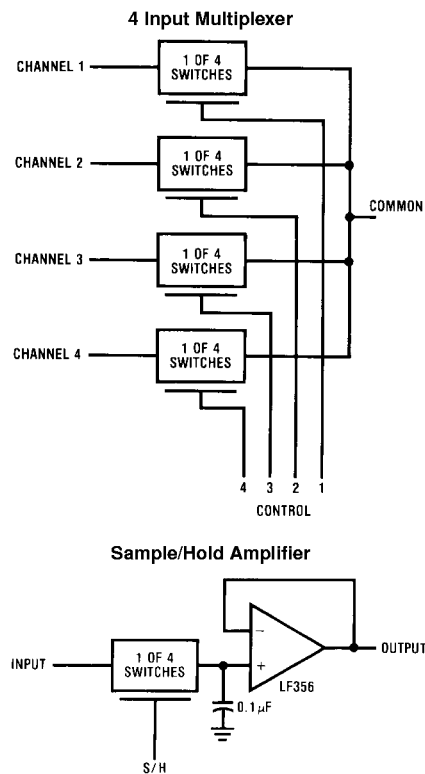 4 Input Multiplexer
CHANNEL 1
1 OF 4
SWITCHES
CHANNEL 2
1 OF 4
SWITCHES
COMMON
CHANNEL 3
1 OF 4
SWITCHES
CHANNEL 4
1 OF 4
SWITCHES
4 3 2 1
CONTROL
Sample/Hold Amplifier
INPUT
1 OF 4
SWITCHES
−
+
LF356
OUTPUT
0.1 μF
S/H